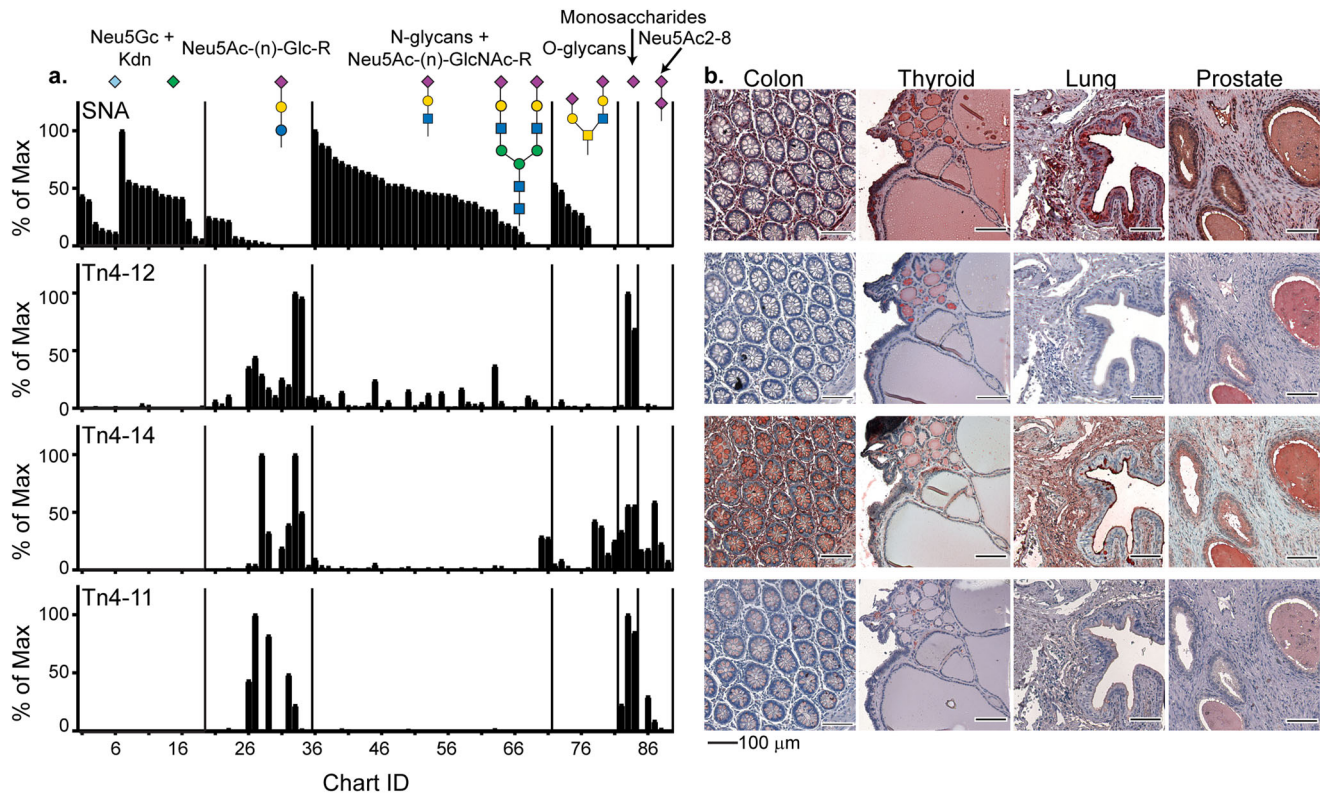 Monosaccharides
Neu5Gc +
Kdn
Neu5Ac-(n)-Glc-R
N-glycans +
Neu5Ac-(n)-GlcNAc-R
O-glycans
Neu5Ac2-8
a.
b.
Colon
Thyroid
Lung
Prostate
SNA
% of Max
100
50
0
Tn4-12
% of Max
100
50
0
Tn4-14
% of Max
100
50
0
Tn4-11
% of Max
100
50
0
6 16 26 36 46 56 66 76 86
Chart ID
100 μm